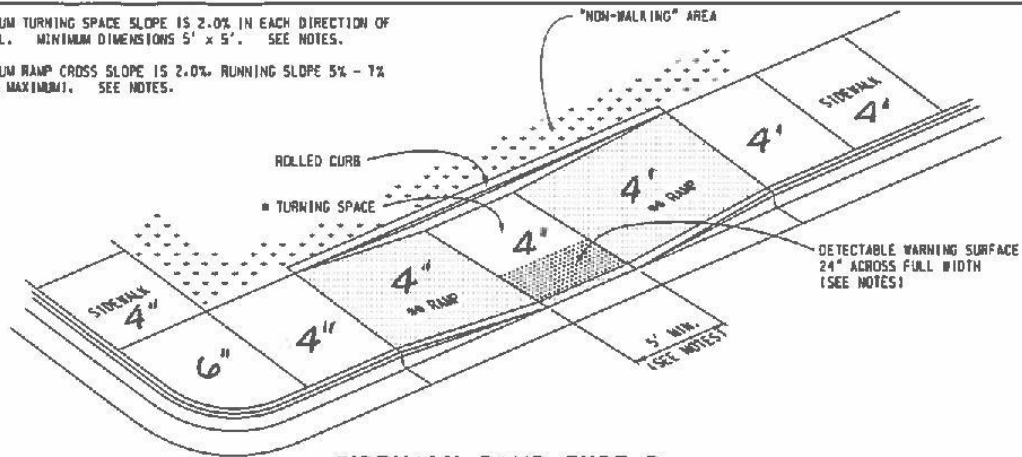 UM TURNING SPACE SLOPE IS 2.0% IN EACH DIRECTION OF
L. MINIMUM DIMENSIONS 5' x 5'. SEE NOTES.
UM RAMP CROSS SLOPE IS 2.0%. RUNNING SLOPE 5% - 7%
MAXIMUM). SEE NOTES.
"NON-WALKING" AREA
SIDEWALK
4'
4'
ROLLED CURB
4'
** RAMP
* TURNING SPACE
4"
DETECTABLE WARNING SURFACE
24" ACROSS FULL WIDTH
(SEE NOTES)
4"
** RAMP
SIDEWALK
4"
4"
6"
5' MIN.
(SEE NOTES)